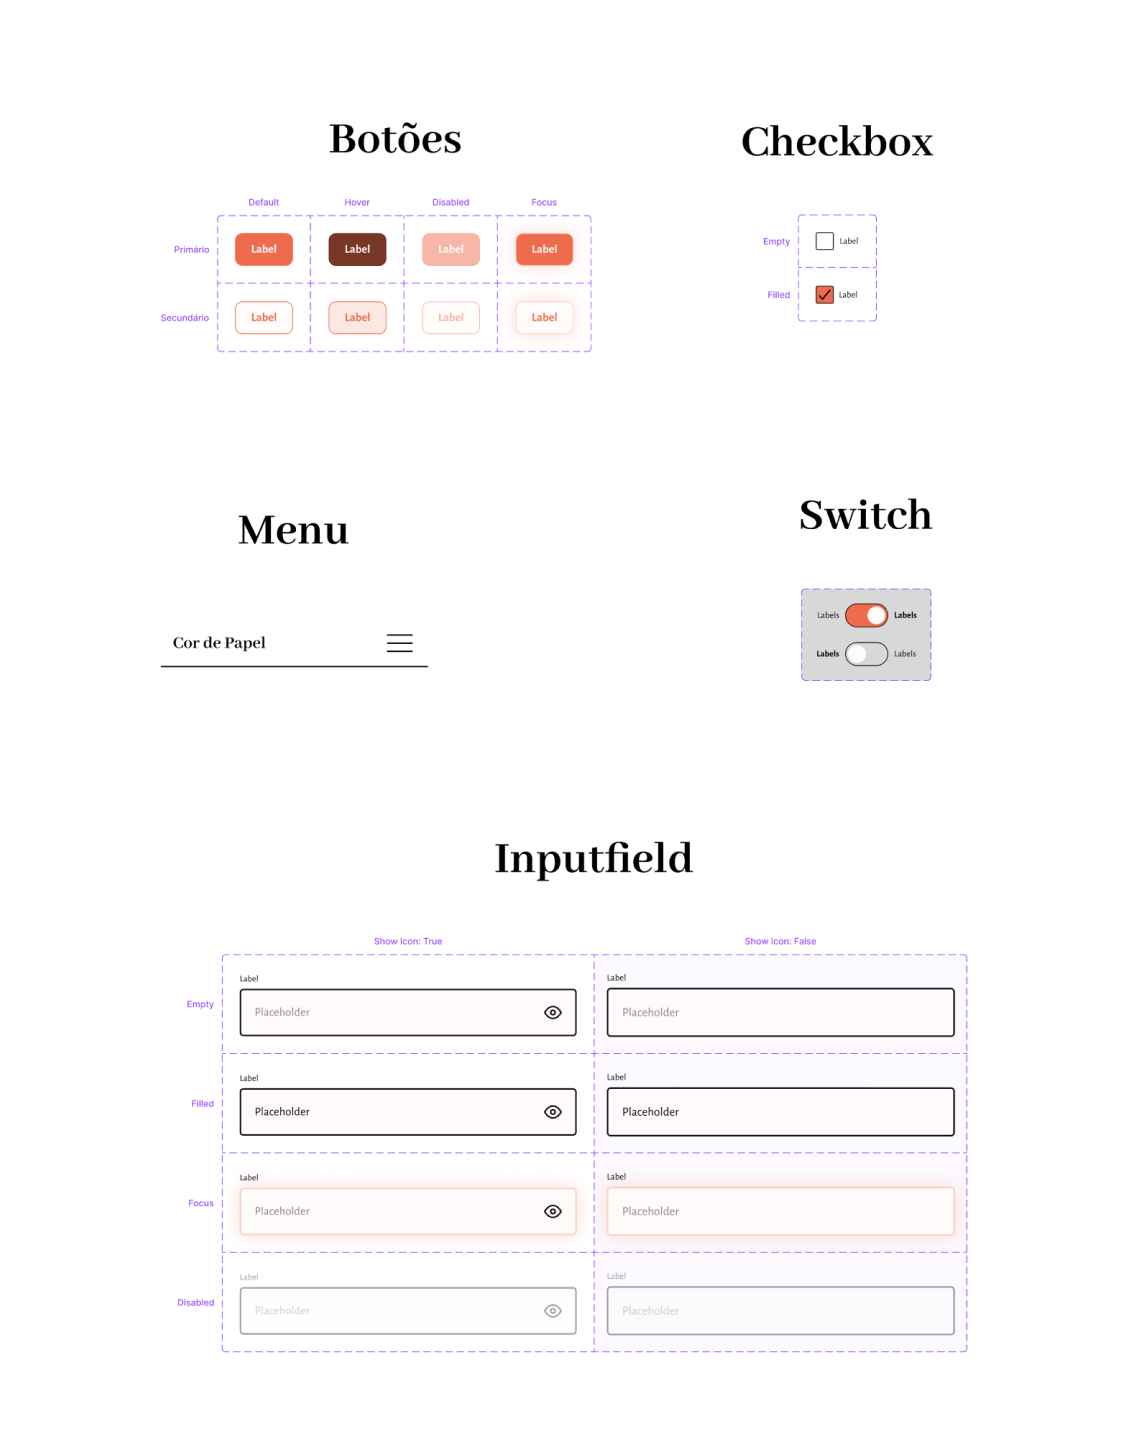 Botões
Default Hover Disabled Focus
Primário Label Label Label Label
Secundário Label Label Label Label
Checkbox
Empty Label
Filled Label
Menu
Cor de Papel
Switch
Labels Labels
Labels Labels
Inputfield
Show Icon: True Show Icon: False
Label Label
Empty Placeholder Placeholder
Label Label
Filled Placeholder Placeholder
Label Label
Focus Placeholder Placeholder
Label Label
Disabled Placeholder Placeholder